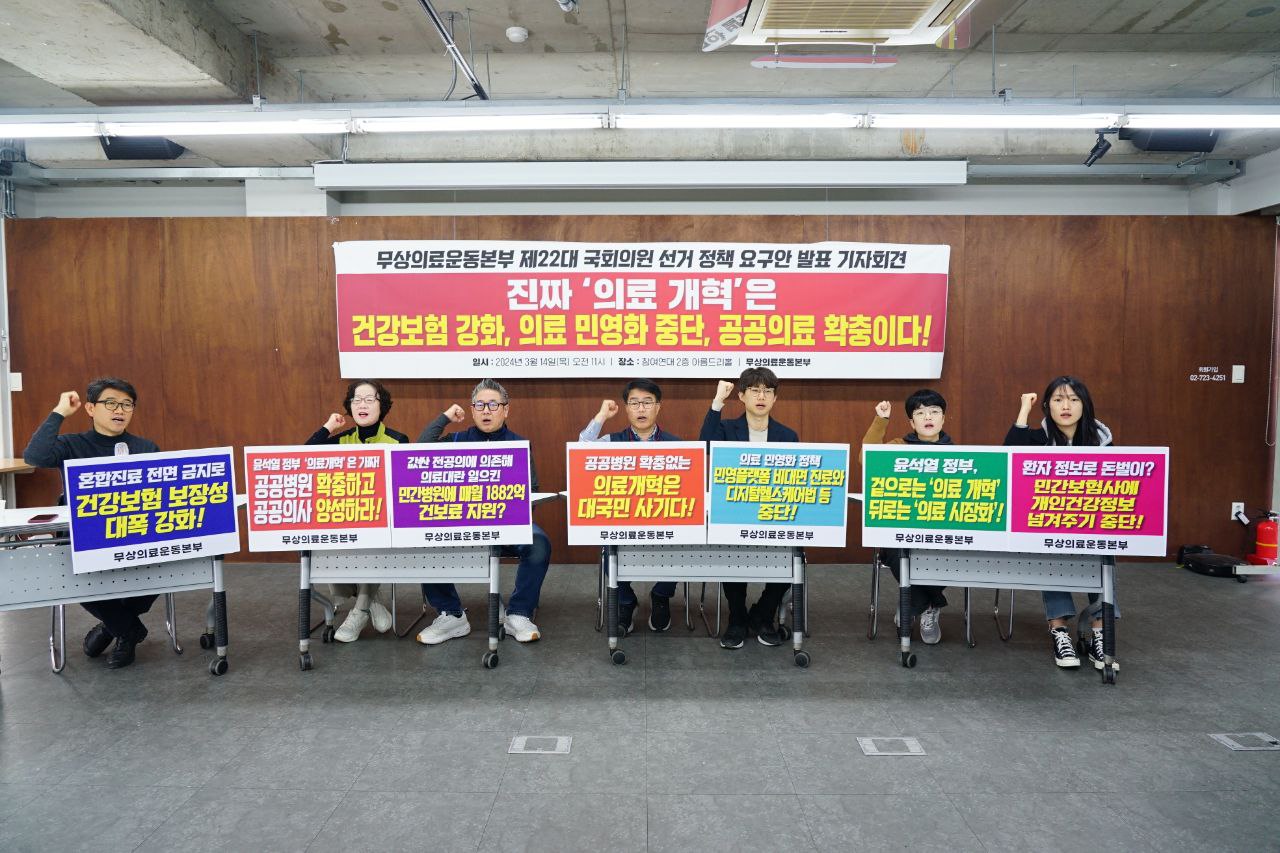 무상의료운동본부 제22대 국회의원 선거 정책 요구안 발표 기자회견
진짜 ‘의료 개혁’은
건강보험 강화, 의료 민영화 중단, 공공의료 확충이다!
일시 : 2024년 3월 14일(목) 오전 11시 | 장소 : 참여연대 2층 아름드리홀 | 무상의료운동본부
회원가입
02-723-4251
혼합진료 전면 금지로
건강보험 보장성
대폭 강화!
무상의료운동본부
윤석열 정부 ‘의료개혁’은 가짜!
공공병원 확충하고
공공의사 양성하라!
무상의료운동본부
값싼 전공의에 의존해
의료대란 일으킨
민간병원에 매월 1882억
건보료 지원?
무상의료운동본부
공공병원 확충없는
의료개혁은
대국민 사기다!
무상의료운동본부
의료 민영화 정책
민영플랫폼 비대면 진료와
디지털헬스케어법 등
중단!
무상의료운동본부
윤석열 정부,
겉으로는 ‘의료 개혁’
뒤로는 ‘의료 시장화’!
무상의료운동본부
환자 정보로 돈벌이?
민간보험사에
개인건강정보
넘겨주기 중단!
무상의료운동본부